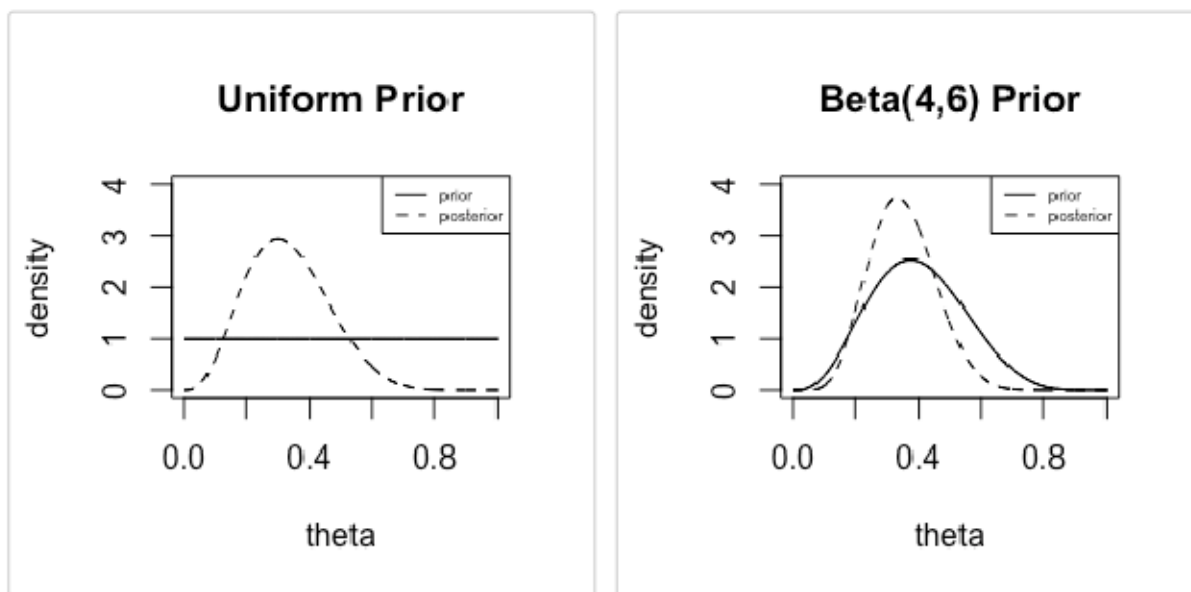 Uniform Prior
prior
posterior
density
0
1
2
3
4
0.0
0.4
0.8
theta
Beta(4,6) Prior
prior
posterior
density
0
1
2
3
4
0.0
0.4
0.8
theta